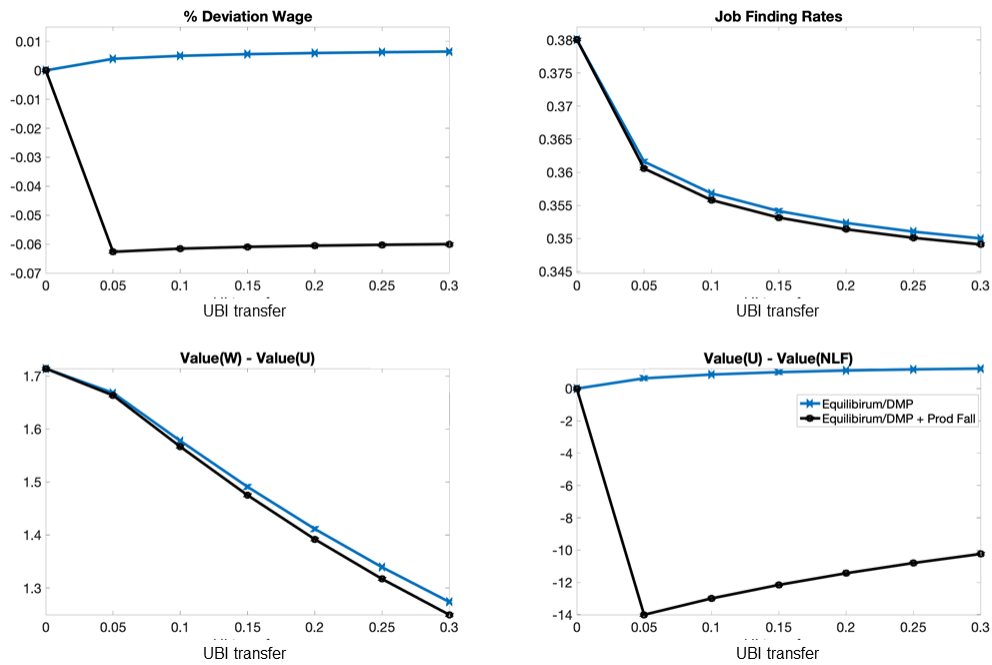 % Deviation Wage
0.01
0
-0.01
-0.02
-0.03
-0.04
-0.05
-0.06
-0.07
0 0.05 0.1 0.15 0.2 0.25 0.3
UBI transfer
Job Finding Rates
0.38
0.375
0.37
0.365
0.36
0.355
0.35
0.345
0 0.05 0.1 0.15 0.2 0.25 0.3
UBI transfer
Value(W) - Value(U)
1.7
1.6
1.5
1.4
1.3
0 0.05 0.1 0.15 0.2 0.25 0.3
UBI transfer
Value(U) - Value(NLF)
0
-2
-4
-6
-8
-10
-12
-14
Equilibirum/DMP
Equilibirum/DMP + Prod Fall
0 0.05 0.1 0.15 0.2 0.25 0.3
UBI transfer